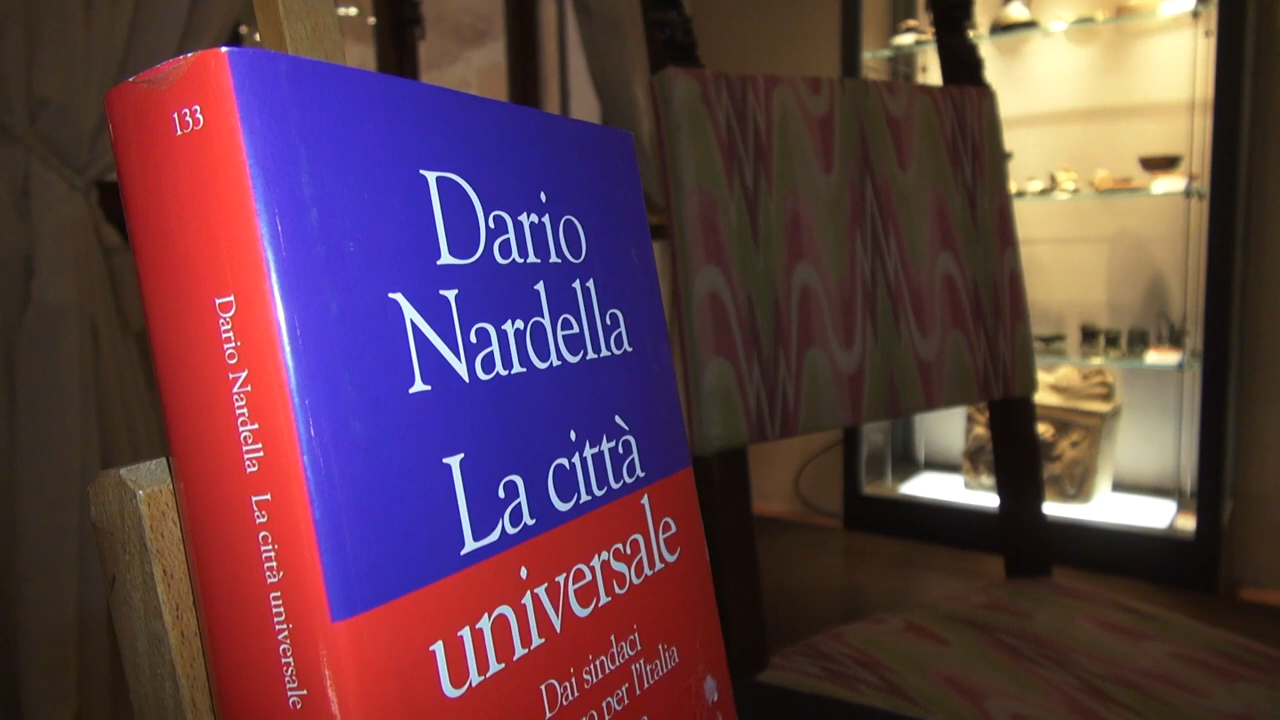 133
Dario Nardella La città universale
Dario
Nardella
La città
universale
Dai sindaci
per l'Italia